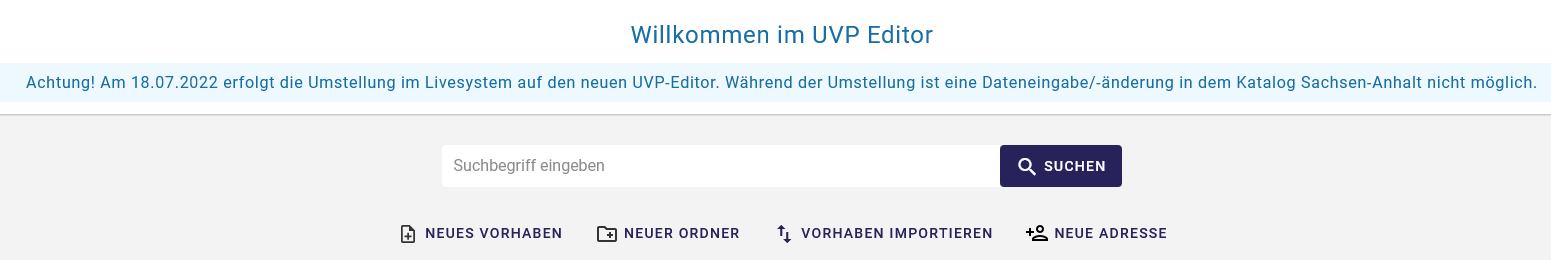 Willkommen im UVP Editor
Achtung! Am 18.07.2022 erfolgt die Umstellung im Livesystem auf den neuen UVP-Editor. Während der Umstellung ist eine Dateneingabe/-änderung in dem Katalog Sachsen-Anhalt nicht möglich.
Suchbegriff eingeben SUCHEN
NEUES VORHABEN NEUER ORDNER VORHABEN IMPORTIEREN NEUE ADRESSE